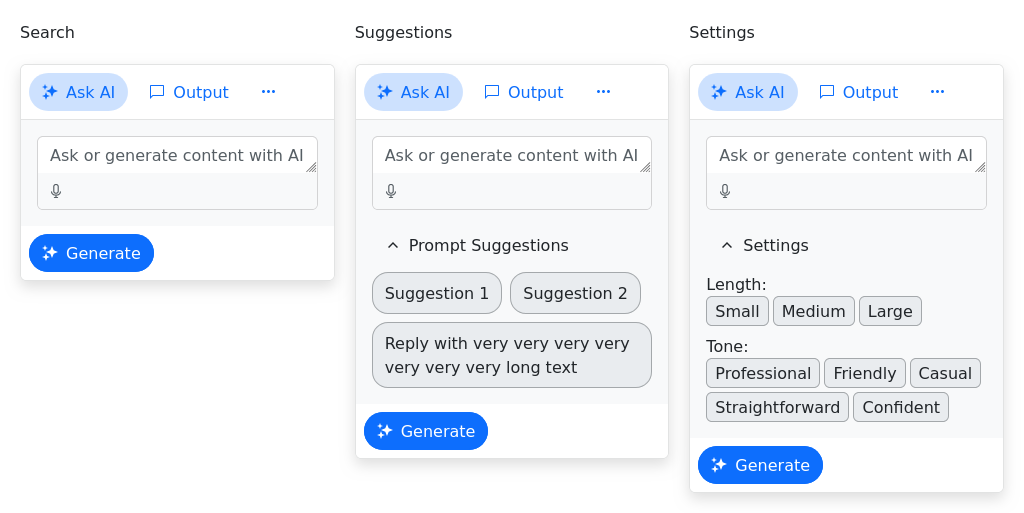 Search
Ask AI
Output
Ask or generate content with AI
Generate
Suggestions
Ask AI
Output
Ask or generate content with AI
Prompt Suggestions
Suggestion 1
Suggestion 2
Reply with very very very very
very very very long text
Generate
Settings
Ask AI
Output
Ask or generate content with AI
Settings
Length:
Small
Medium
Large
Tone:
Professional
Friendly
Casual
Straightforward
Confident
Generate